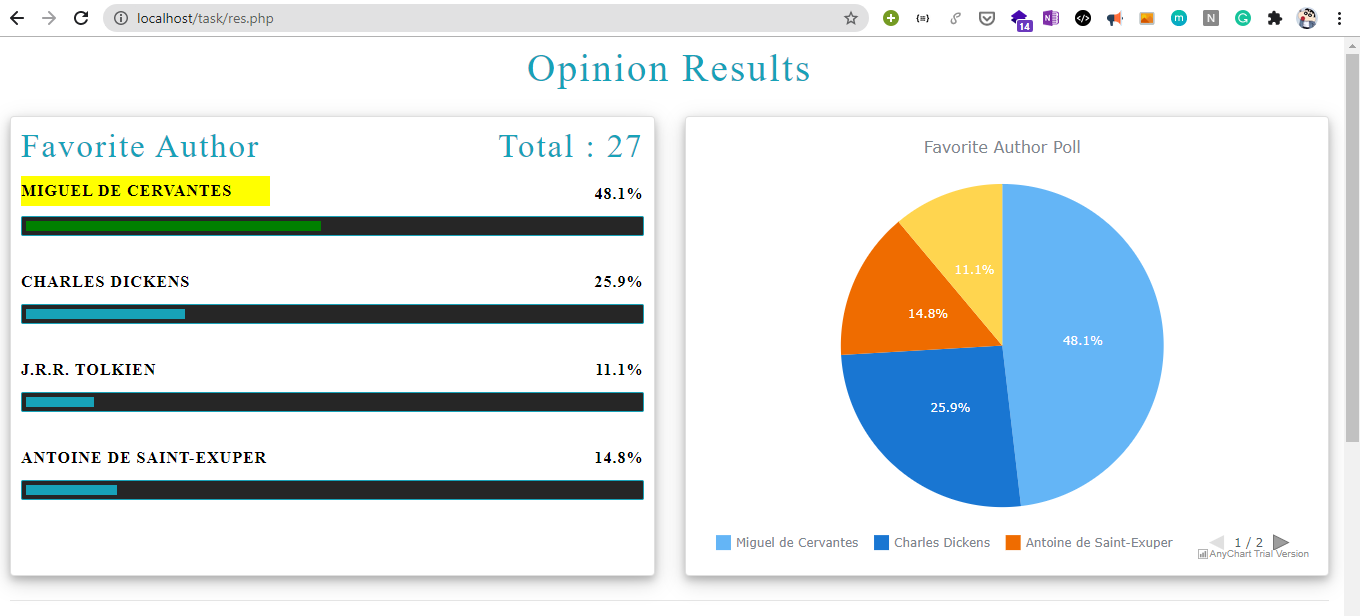 localhost/task/res.php
14
N
m
N
G
Opinion Results
Favorite Author
Total : 27
MIGUEL DE CERVANTES
48.1%
CHARLES DICKENS
25.9%
J.R.R. TOLKIEN
11.1%
ANTOINE DE SAINT-EXUPER
14.8%
Favorite Author Poll
11.1%
14.8%
48.1%
25.9%
Miguel de Cervantes
Charles Dickens
Antoine de Saint-Exuper
1 / 2
AnyChart Trial Version